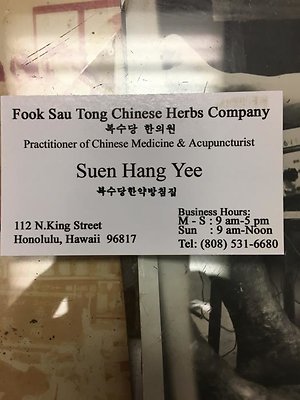 Fook Sau Tong Chinese Herbs Company
복수당 한의원
Practitioner of Chinese Medicine & Acupuncturist
Suen Hang Yee
복수당한약방침집
112 N.King Street
Honolulu, Hawaii 96817
Business Hours:
M - S : 9 am-5 pm
Sun : 9 am-Noon
Tel: (808) 531-6680